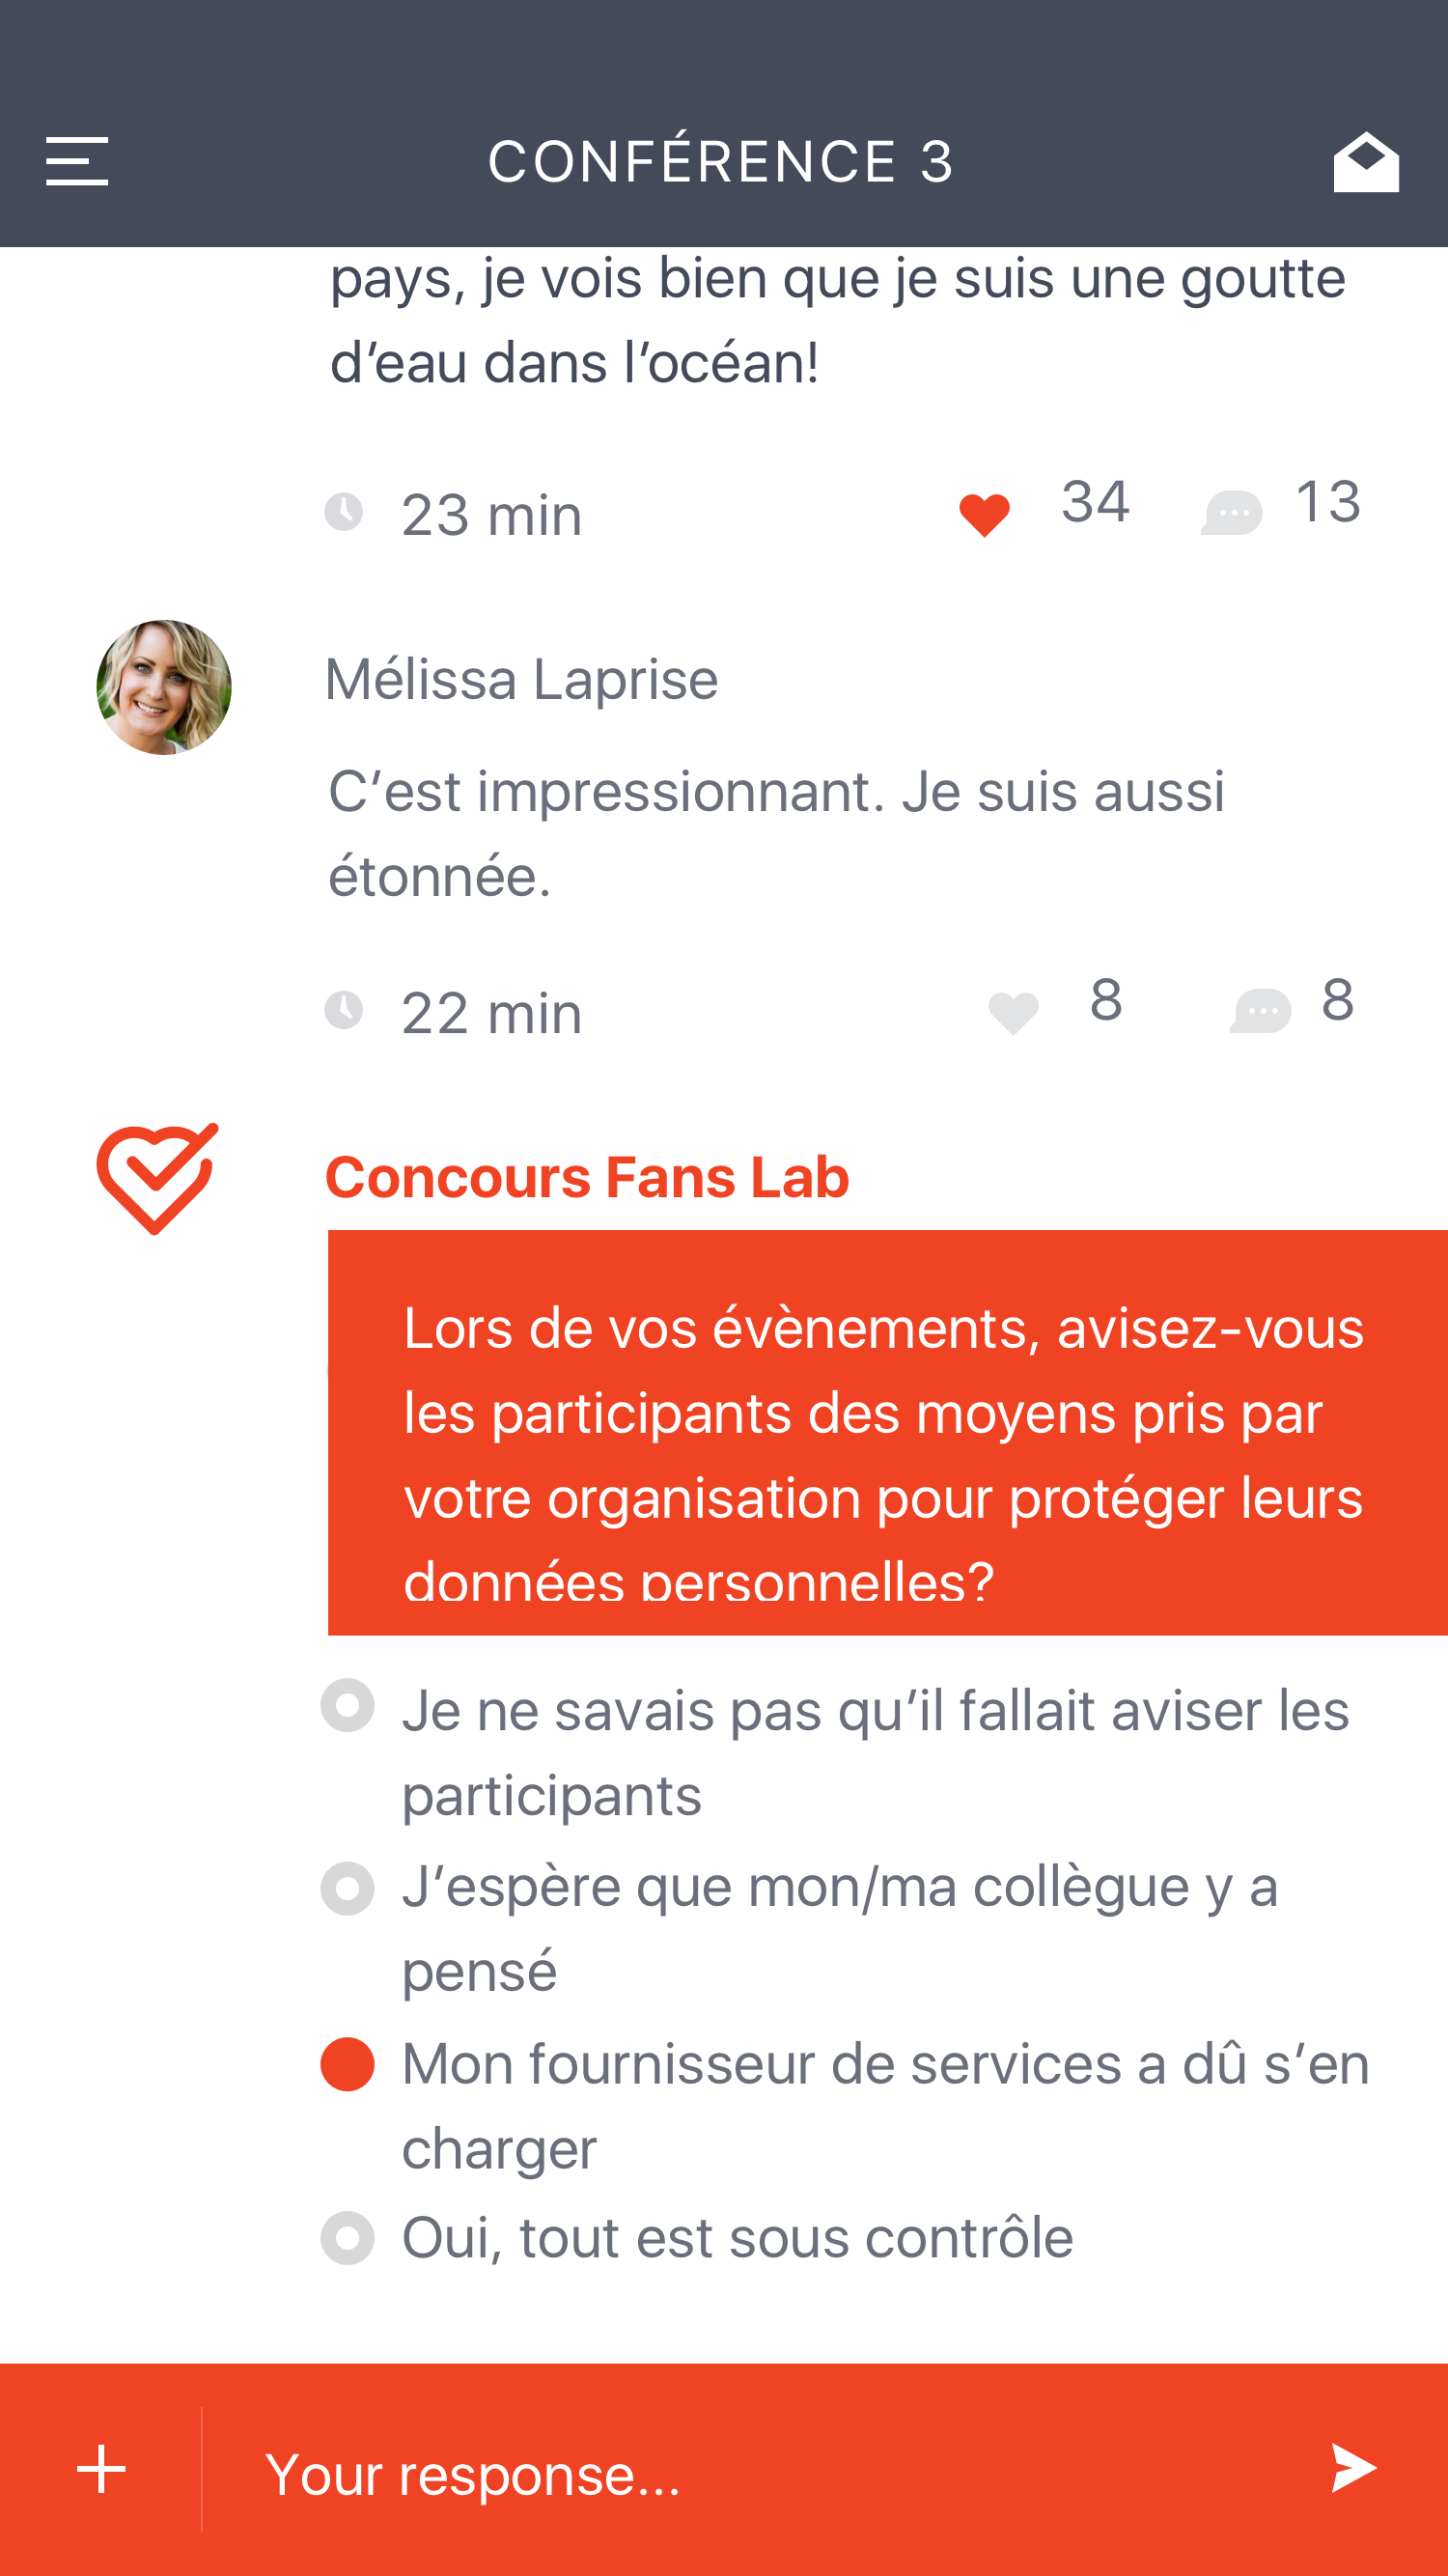 CONFÉRENCE 3
pays, je vois bien que je suis une goutte
d’eau dans l’océan!
23 min 34 13
Mélissa Laprise
C’est impressionnant. Je suis aussi
étonnée.
22 min 8 8
Concours Fans Lab
Lors de vos évènements, avisez-vous
les participants des moyens pris par
votre organisation pour protéger leurs
données personnelles?
Je ne savais pas qu’il fallait aviser les
participants
J’espère que mon/ma collègue y a
pensé
Mon fournisseur de services a dû s’en
charger
Oui, tout est sous contrôle
Your response...